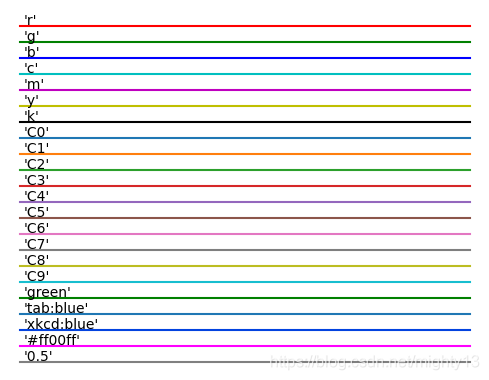 'r'
'g'
'b'
'c'
'm'
'y'
'k'
'C0'
'C1'
'C2'
'C3'
'C4'
'C5'
'C6'
'C7'
'C8'
'C9'
'green'
'tab:blue'
'xkcd:blue'
'#ff00ff'
'0.5'
https://blog.csdn.net/mighty13